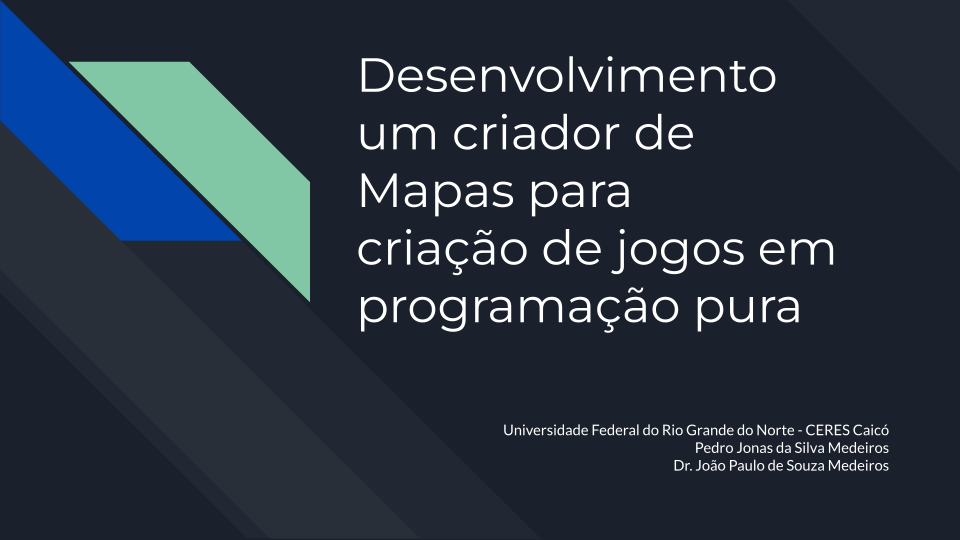 Desenvolvimento
um criador de
Mapas para
criação de jogos em
programação pura
Universidade Federal do Rio Grande do Norte - CERES Caicó
Pedro Jonas da Silva Medeiros
Dr. João Paulo de Souza Medeiros